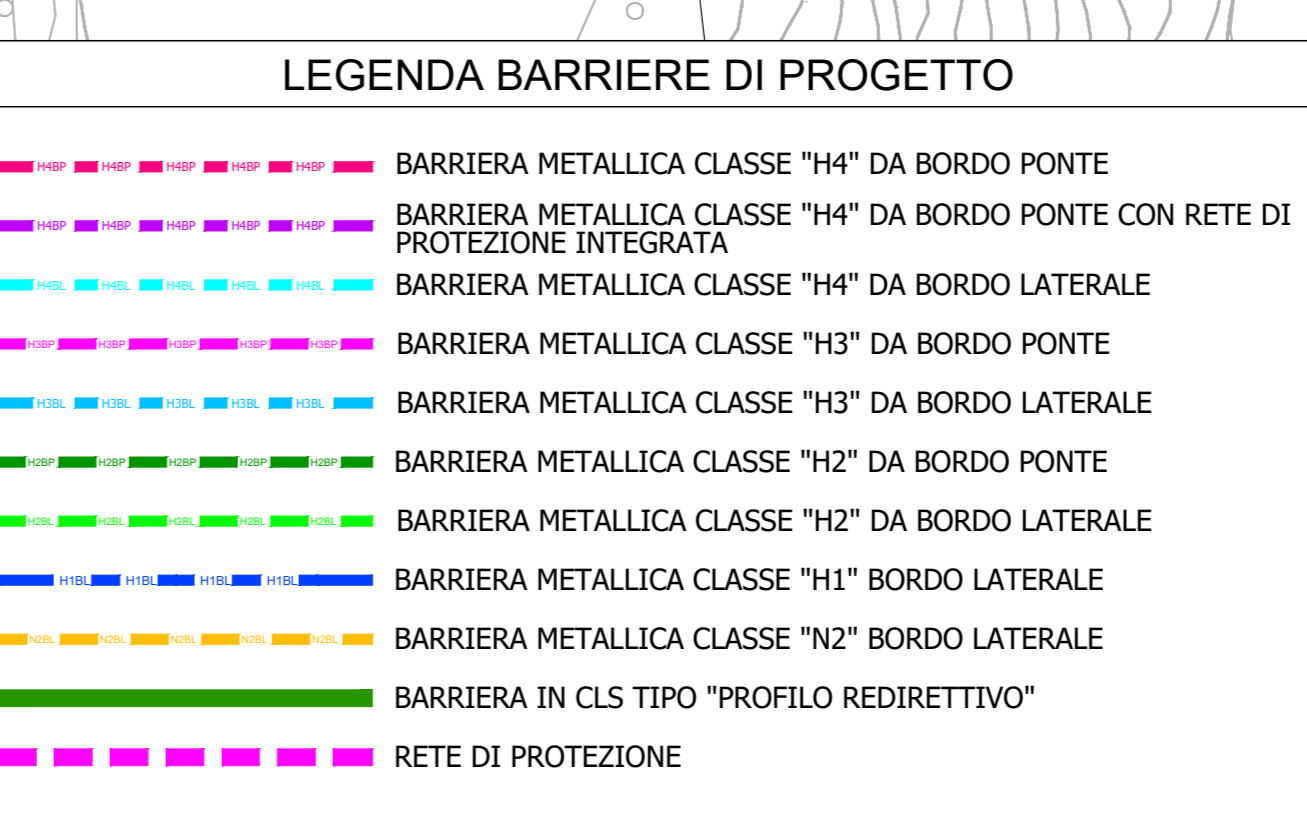 LEGENDA BARRIERE DI PROGETTO
H4BP H4BP H4BP H4BP H4BP BARRIERA METALLICA CLASSE "H4" DA BORDO PONTE
H4BP H4BP H4BP H4BP H4BP BARRIERA METALLICA CLASSE "H4" DA BORDO PONTE CON RETE DI
PROTEZIONE INTEGRATA
H4BL H4BL H4BL H4BL H4BL BARRIERA METALLICA CLASSE "H4" DA BORDO LATERALE
H3BP H3BP H3BP H3BP H3BP BARRIERA METALLICA CLASSE "H3" DA BORDO PONTE
H3BL H3BL H3BL H3BL H3BL BARRIERA METALLICA CLASSE "H3" DA BORDO LATERALE
H2BP H2BP H2BP H2BP H2BP BARRIERA METALLICA CLASSE "H2" DA BORDO PONTE
H2BL H2BL H2BL H2BL H2BL BARRIERA METALLICA CLASSE "H2" DA BORDO LATERALE
H1BL H1BL H1BL H1BL BARRIERA METALLICA CLASSE "H1" BORDO LATERALE
N2BL N2BL N2BL N2BL N2BL BARRIERA METALLICA CLASSE "N2" BORDO LATERALE
BARRIERA IN CLS TIPO "PROFILO REDIRETTIVO"
RETE DI PROTEZIONE